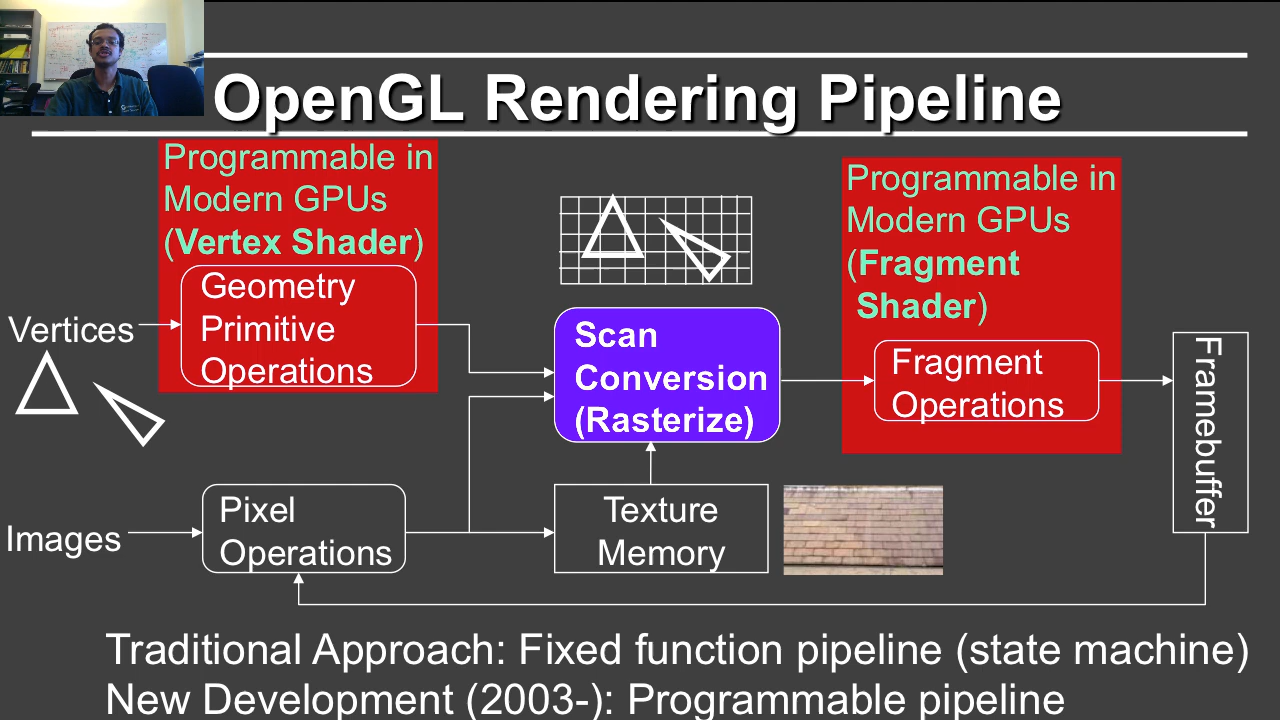 OpenGL Rendering Pipeline
Programmable in
Modern GPUs
(Vertex Shader)
Geometry
Primitive
Operations
Vertices
Scan
Conversion
(Rasterize)
Programmable in
Modern GPUs
(Fragment
Shader)
Fragment
Operations
Framebuffer
Images
Pixel
Operations
Texture
Memory
Traditional Approach: Fixed function pipeline (state machine)
New Development (2003-): Programmable pipeline